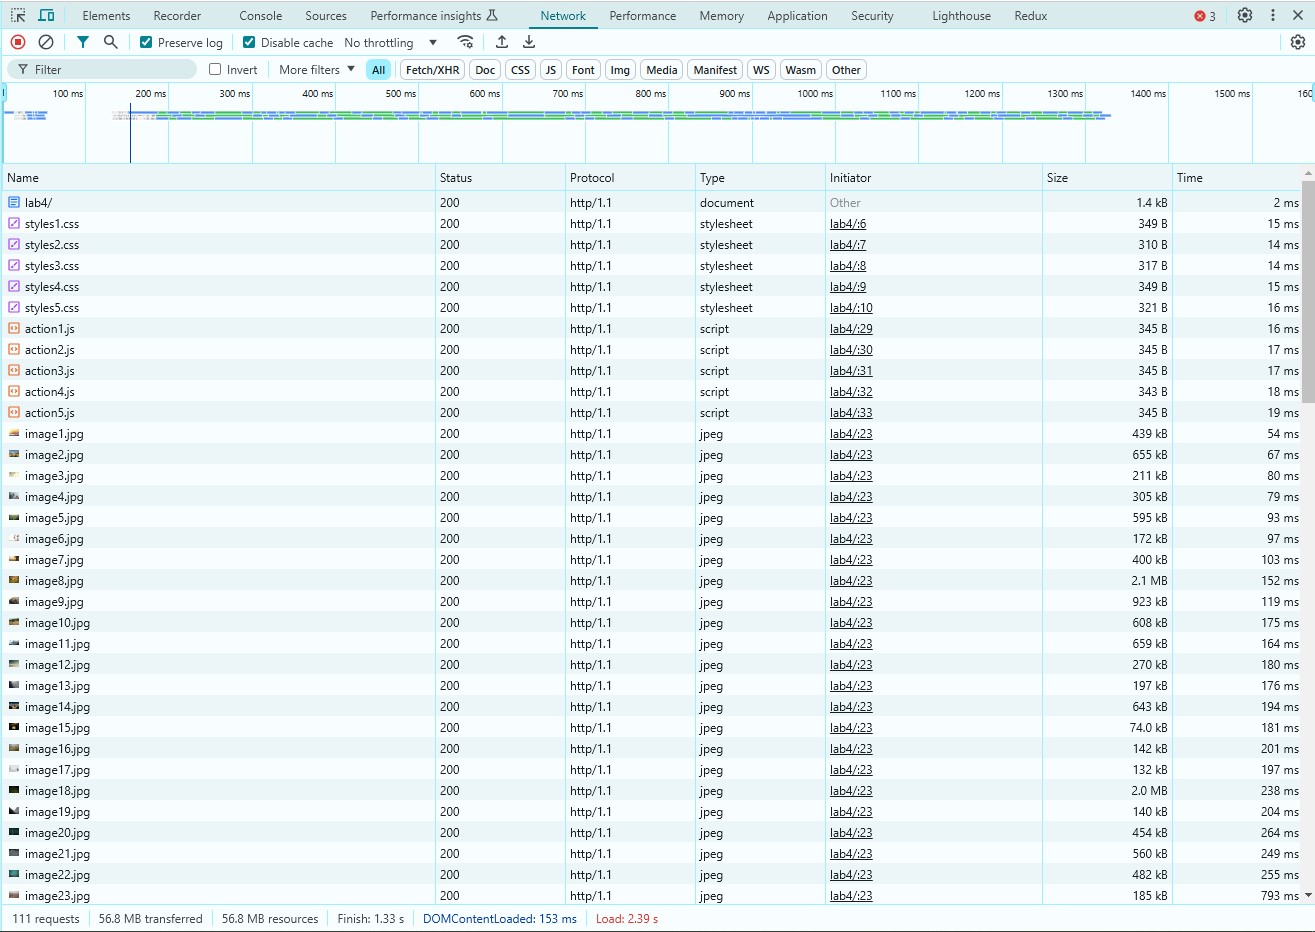 Elements Recorder Console Sources Performance insights Network Performance Memory Application Security Lighthouse Redux 3
Preserve log Disable cache No throttling
Filter Invert More filters All Fetch/XHR Doc CSS JS Font Img Media Manifest WS Wasm Other
100 ms 200 ms 300 ms 400 ms 500 ms 600 ms 700 ms 800 ms 900 ms 1000 ms 1100 ms 1200 ms 1300 ms 1400 ms 1500 ms 160
Name Status Protocol Type Initiator Size Time
lab4/ 200 http/1.1 document Other 1.4 kB 2 ms
styles1.css 200 http/1.1 stylesheet lab4/:6 349 B 15 ms
styles2.css 200 http/1.1 stylesheet lab4/:7 310 B 14 ms
styles3.css 200 http/1.1 stylesheet lab4/:8 317 B 14 ms
styles4.css 200 http/1.1 stylesheet lab4/:9 349 B 15 ms
styles5.css 200 http/1.1 stylesheet lab4/:10 321 B 16 ms
action1.js 200 http/1.1 script lab4/:29 345 B 16 ms
action2.js 200 http/1.1 script lab4/:30 345 B 17 ms
action3.js 200 http/1.1 script lab4/:31 345 B 17 ms
action4.js 200 http/1.1 script lab4/:32 343 B 18 ms
action5.js 200 http/1.1 script lab4/:33 345 B 19 ms
image1.jpg 200 http/1.1 jpeg lab4/:23 439 kB 54 ms
image2.jpg 200 http/1.1 jpeg lab4/:23 655 kB 67 ms
image3.jpg 200 http/1.1 jpeg lab4/:23 211 kB 80 ms
image4.jpg 200 http/1.1 jpeg lab4/:23 305 kB 79 ms
image5.jpg 200 http/1.1 jpeg lab4/:23 595 kB 93 ms
image6.jpg 200 http/1.1 jpeg lab4/:23 172 kB 97 ms
image7.jpg 200 http/1.1 jpeg lab4/:23 400 kB 103 ms
image8.jpg 200 http/1.1 jpeg lab4/:23 2.1 MB 152 ms
image9.jpg 200 http/1.1 jpeg lab4/:23 923 kB 119 ms
image10.jpg 200 http/1.1 jpeg lab4/:23 608 kB 175 ms
image11.jpg 200 http/1.1 jpeg lab4/:23 659 kB 164 ms
image12.jpg 200 http/1.1 jpeg lab4/:23 270 kB 180 ms
image13.jpg 200 http/1.1 jpeg lab4/:23 197 kB 176 ms
image14.jpg 200 http/1.1 jpeg lab4/:23 643 kB 194 ms
image15.jpg 200 http/1.1 jpeg lab4/:23 74.0 kB 181 ms
image16.jpg 200 http/1.1 jpeg lab4/:23 142 kB 201 ms
image17.jpg 200 http/1.1 jpeg lab4/:23 132 kB 197 ms
image18.jpg 200 http/1.1 jpeg lab4/:23 2.0 MB 238 ms
image19.jpg 200 http/1.1 jpeg lab4/:23 140 kB 204 ms
image20.jpg 200 http/1.1 jpeg lab4/:23 454 kB 264 ms
image21.jpg 200 http/1.1 jpeg lab4/:23 560 kB 249 ms
image22.jpg 200 http/1.1 jpeg lab4/:23 482 kB 255 ms
image23.jpg 200 http/1.1 jpeg lab4/:23 185 kB 793 ms
111 requests 56.8 MB transferred 56.8 MB resources Finish: 1.33 s DOMContentLoaded: 153 ms Load: 2.39 s